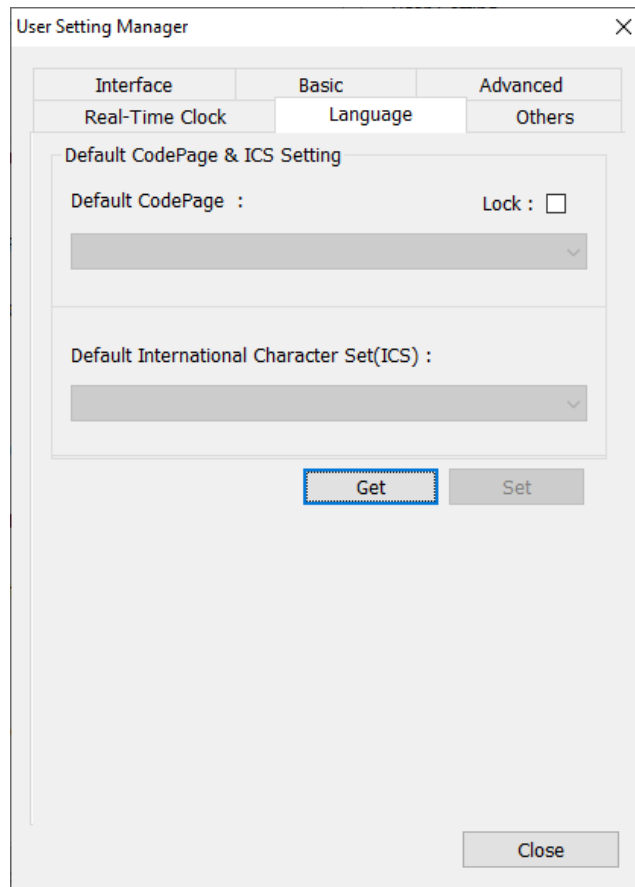 User Setting Manager
Interface Basic Advanced
Real-Time Clock Language Others
Default CodePage & ICS Setting
Default CodePage : Lock :
Default International Character Set(ICS) :
Get Set
Close